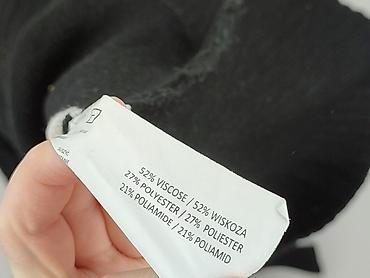 52% VISCOSE / 52% WISKOZA
27% POLYESTER / 27% POLIESTER
21% POLIAMIDE / 21% POLIAMID